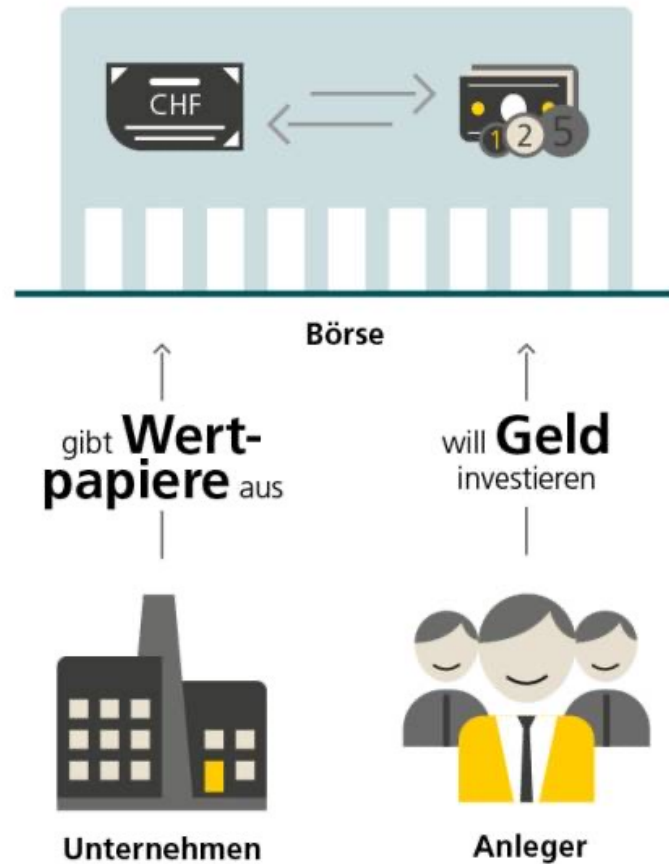 CHF
1 2 5
Börse
gibt Wert-
papiere aus
will Geld
investieren
Unternehmen
Anleger